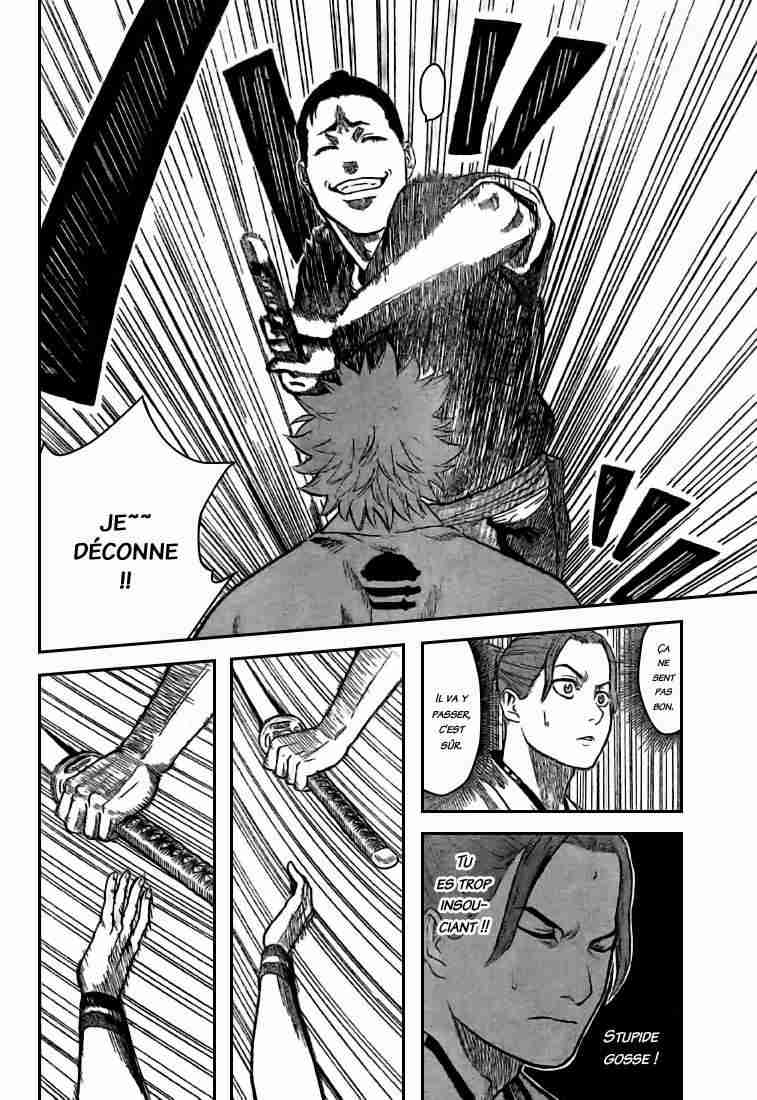 JE~~
DÉCONNE
!!
ÇA
NE
SENT
PAS
BON.
IL VA Y
PASSER,
C'EST
SÛR.
TU
ES TROP
INSOU-
CIANT !!
STUPIDE
GOSSE !